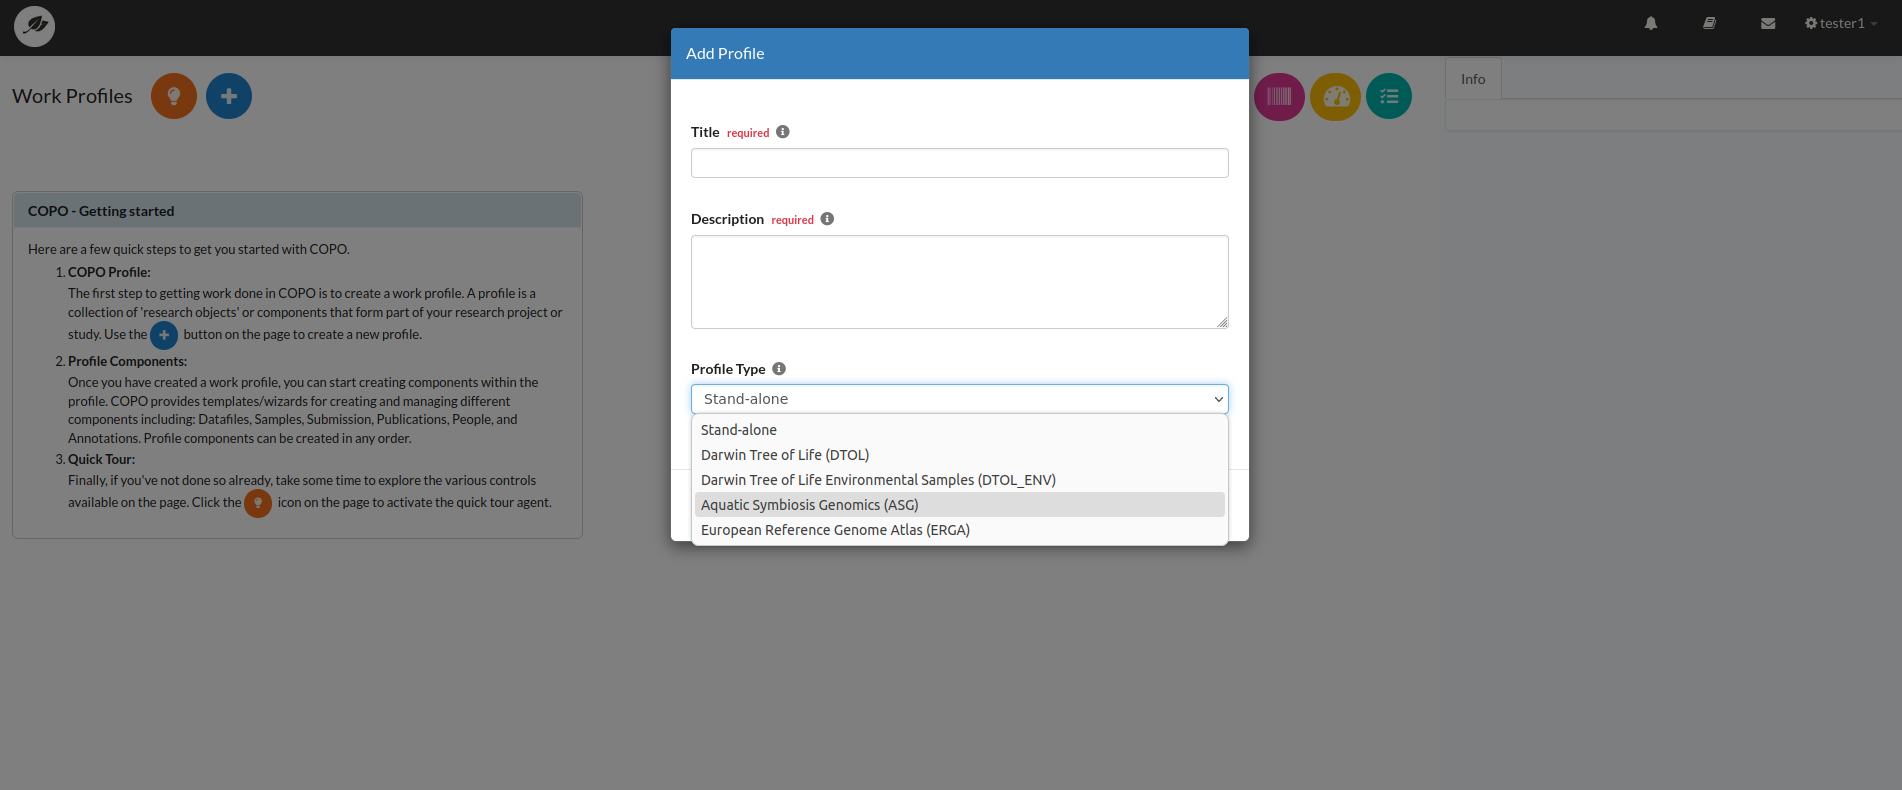 tester1
Work Profiles
Info
COPO - Getting started
Here are a few quick steps to get you started with COPO.
1. COPO Profile:
The first step to getting work done in COPO is to create a work profile. A profile is a
collection of 'research objects' or components that form part of your research project or
study. Use the button on the page to create a new profile.
2. Profile Components:
Once you have created a work profile, you can start creating components within the
profile. COPO provides templates/wizards for creating and managing different
components including: Datafiles, Samples, Submission, Publications, People, and
Annotations. Profile components can be created in any order.
3. Quick Tour:
Finally, if you've not done so already, take some time to explore the various controls
available on the page. Click the icon on the page to activate the quick tour agent.
Add Profile
Title required
Description required
Profile Type
Stand-alone
Stand-alone
Darwin Tree of Life (DTOL)
Darwin Tree of Life Environmental Samples (DTOL_ENV)
Aquatic Symbiosis Genomics (ASG)
European Reference Genome Atlas (ERGA)